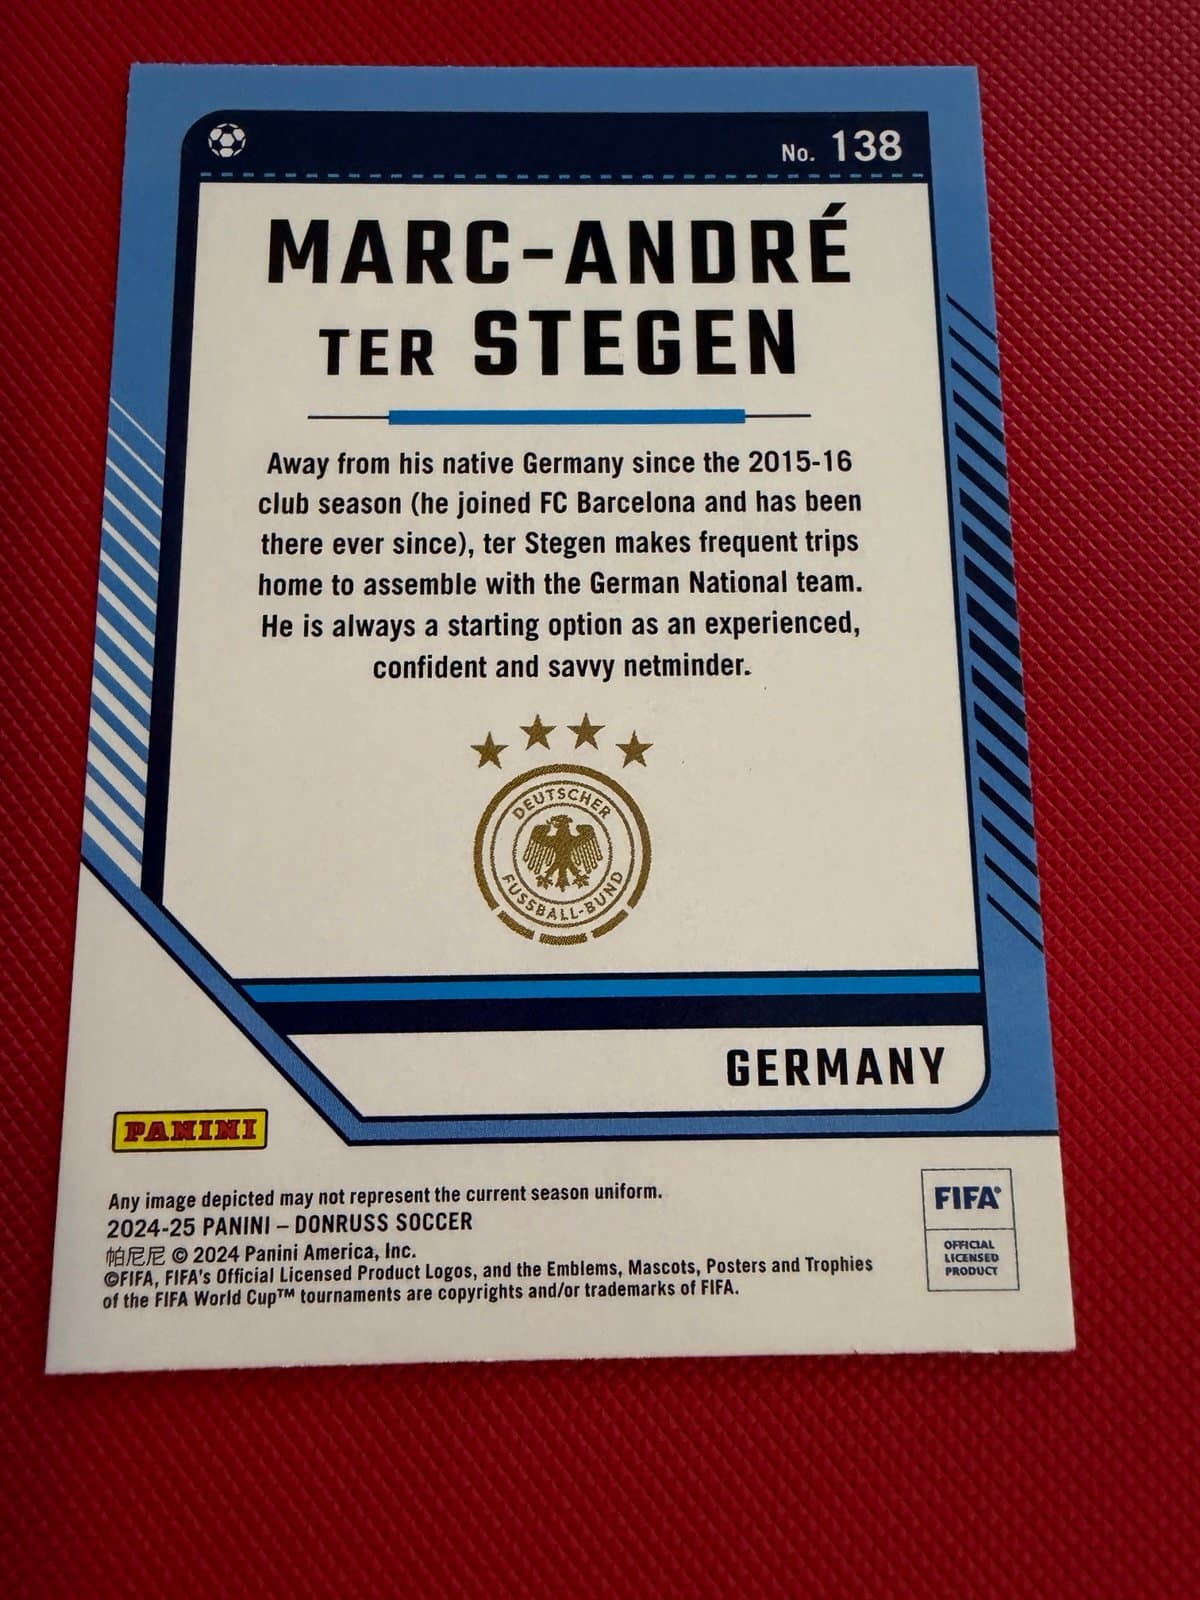 No. 138
MARC-ANDRÉ
TER STEGEN
Away from his native Germany since the 2015-16
club season (he joined FC Barcelona and has been
there ever since), ter Stegen makes frequent trips
home to assemble with the German National team.
He is always a starting option as an experienced,
confident and savvy netminder.
DEUTSCHER
FUSSBALL-BUND
GERMANY
PANINI
Any image depicted may not represent the current season uniform.
2024-25 PANINI – DONRUSS SOCCER
帕尼尼 © 2024 Panini America, Inc.
©FIFA, FIFA's Official Licensed Product Logos, and the Emblems, Mascots, Posters and Trophies
of the FIFA World Cup™ tournaments are copyrights and/or trademarks of FIFA.
FIFA®
OFFICIAL
LICENSED
PRODUCT